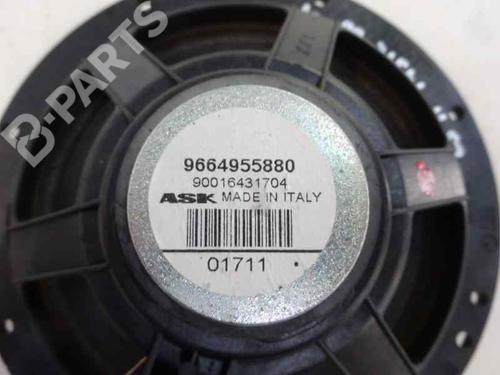 B-PARTS
9664955880
90016431704
ASK MADE IN ITALY
01711